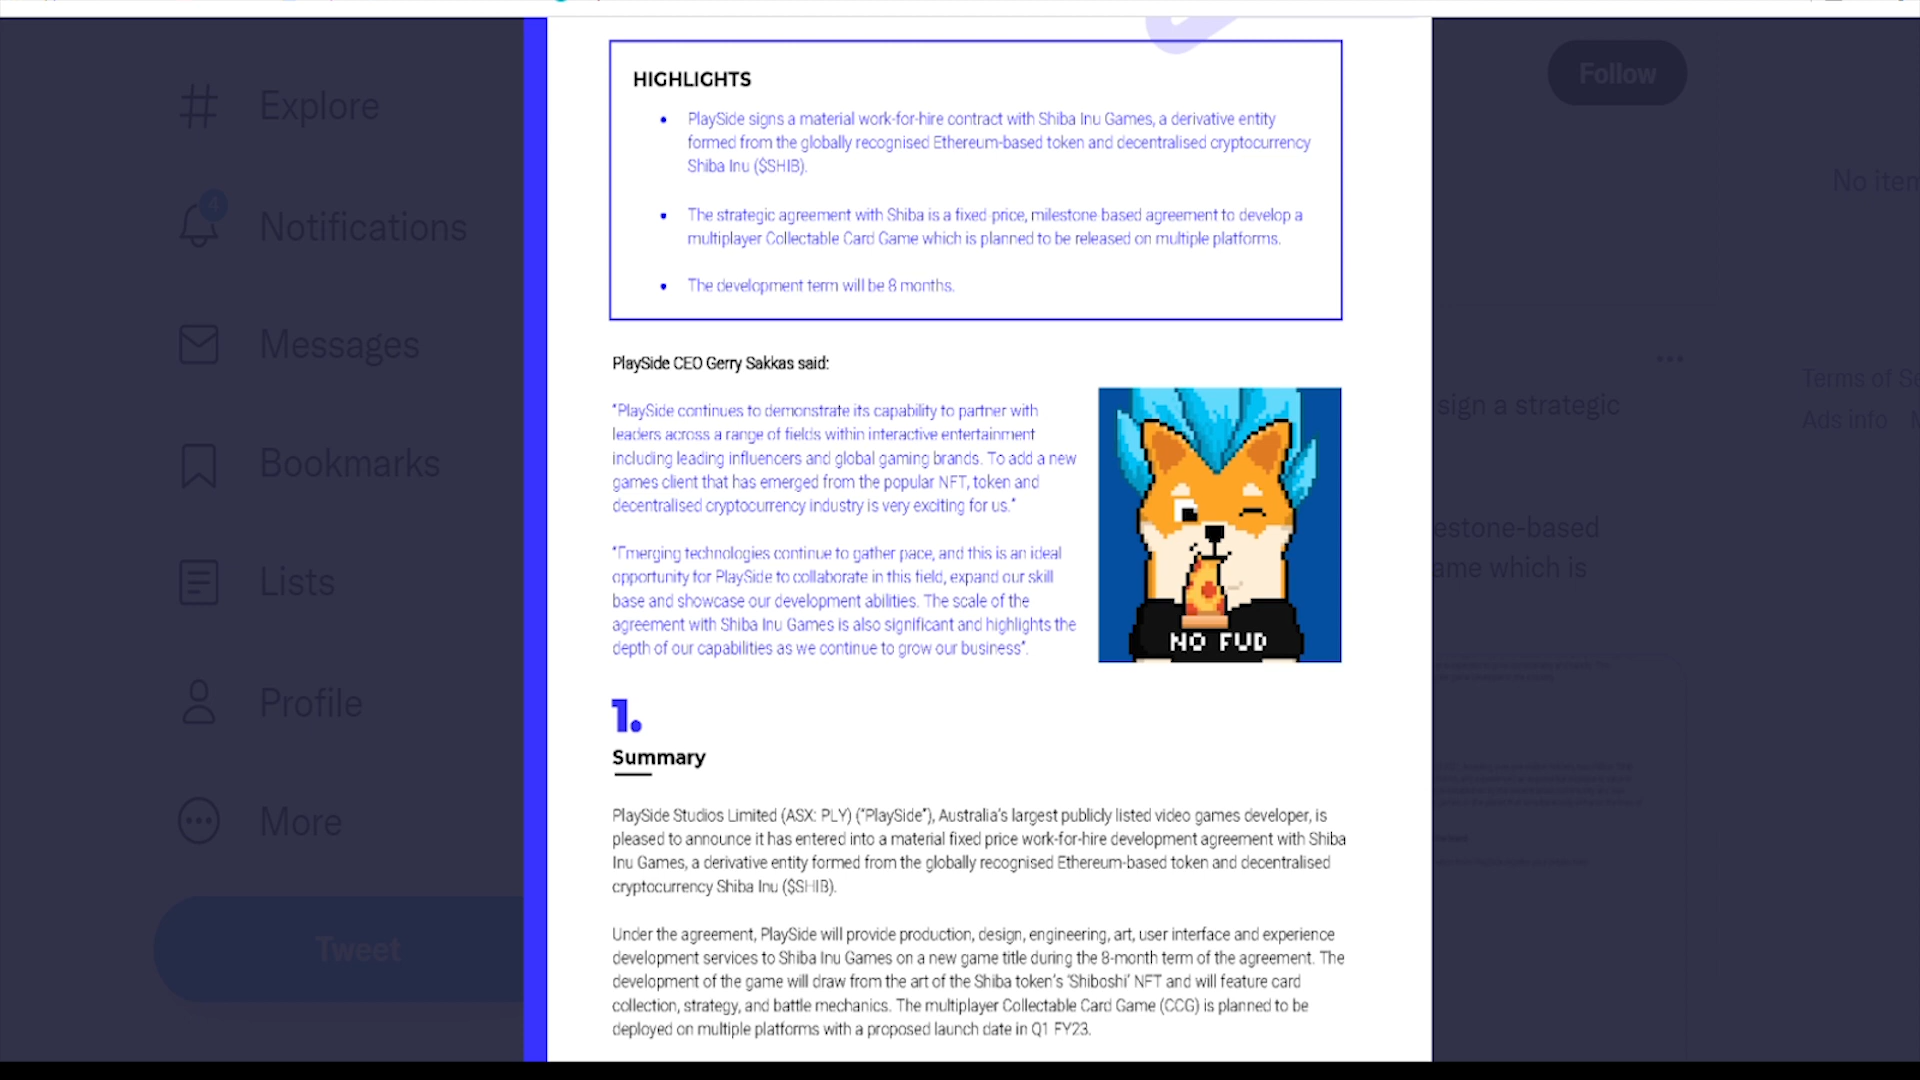 Explore
4
Notifications
Messages
Bookmarks
Lists
Profile
More
Tweet
HIGHLIGHTS
PlaySide signs a material work-for-hire contract with Shiba Inu Games, a derivative entity
formed from the globally recognised Ethereum-based token and decentralised cryptocurrency
Shiba Inu ($SHIB).
The strategic agreement with Shiba is a fixed price, milestone based agreement to develop a
multiplayer Collectable Card Game which is planned to be released on multiple platforms.
The development term will be 8 months.
PlaySide CEO Gerry Sakkas said:
"PlaySide continues to demonstrate its capability to partner with
leaders across a range of fields within interactive entertainment
including leading influencers and global gaming brands. To add a new
games client that has emerged from the popular NFT, token and
decentralised cryptocurrency industry is very exciting for us."
"Emerging technologies continue to gather pace, and this is an ideal
opportunity for PlaySide to collaborate in this field, expand our skill
base and showcase our development abilities. The scale of the
agreement with Shiba Inu Games is also significant and highlights the
depth of our capabilities as we continue to grow our business".
NO FUD
1.
Summary
PlaySide Studios Limited (ASX: PLY) ("PlaySide"), Australia's largest publicly listed video games developer, is
pleased to announce it has entered into a material fixed price work-for-hire development agreement with Shiba
Inu Games, a derivative entity formed from the globally recognised Ethereum-based token and decentralised
cryptocurrency Shiba Inu ($SHIB).
Under the agreement, PlaySide will provide production, design, engineering, art, user interface and experience
development services to Shiba Inu Games on a new game title during the 8-month term of the agreement. The
development of the game will draw from the art of the Shiba token's 'Shiboshi' NFT and will feature card
collection, strategy, and battle mechanics. The multiplayer Collectable Card Game (CCG) is planned to be
deployed on multiple platforms with a proposed launch date in Q1 FY23.
Follow
No
sign a strategic
which is
Terms of
Ads info